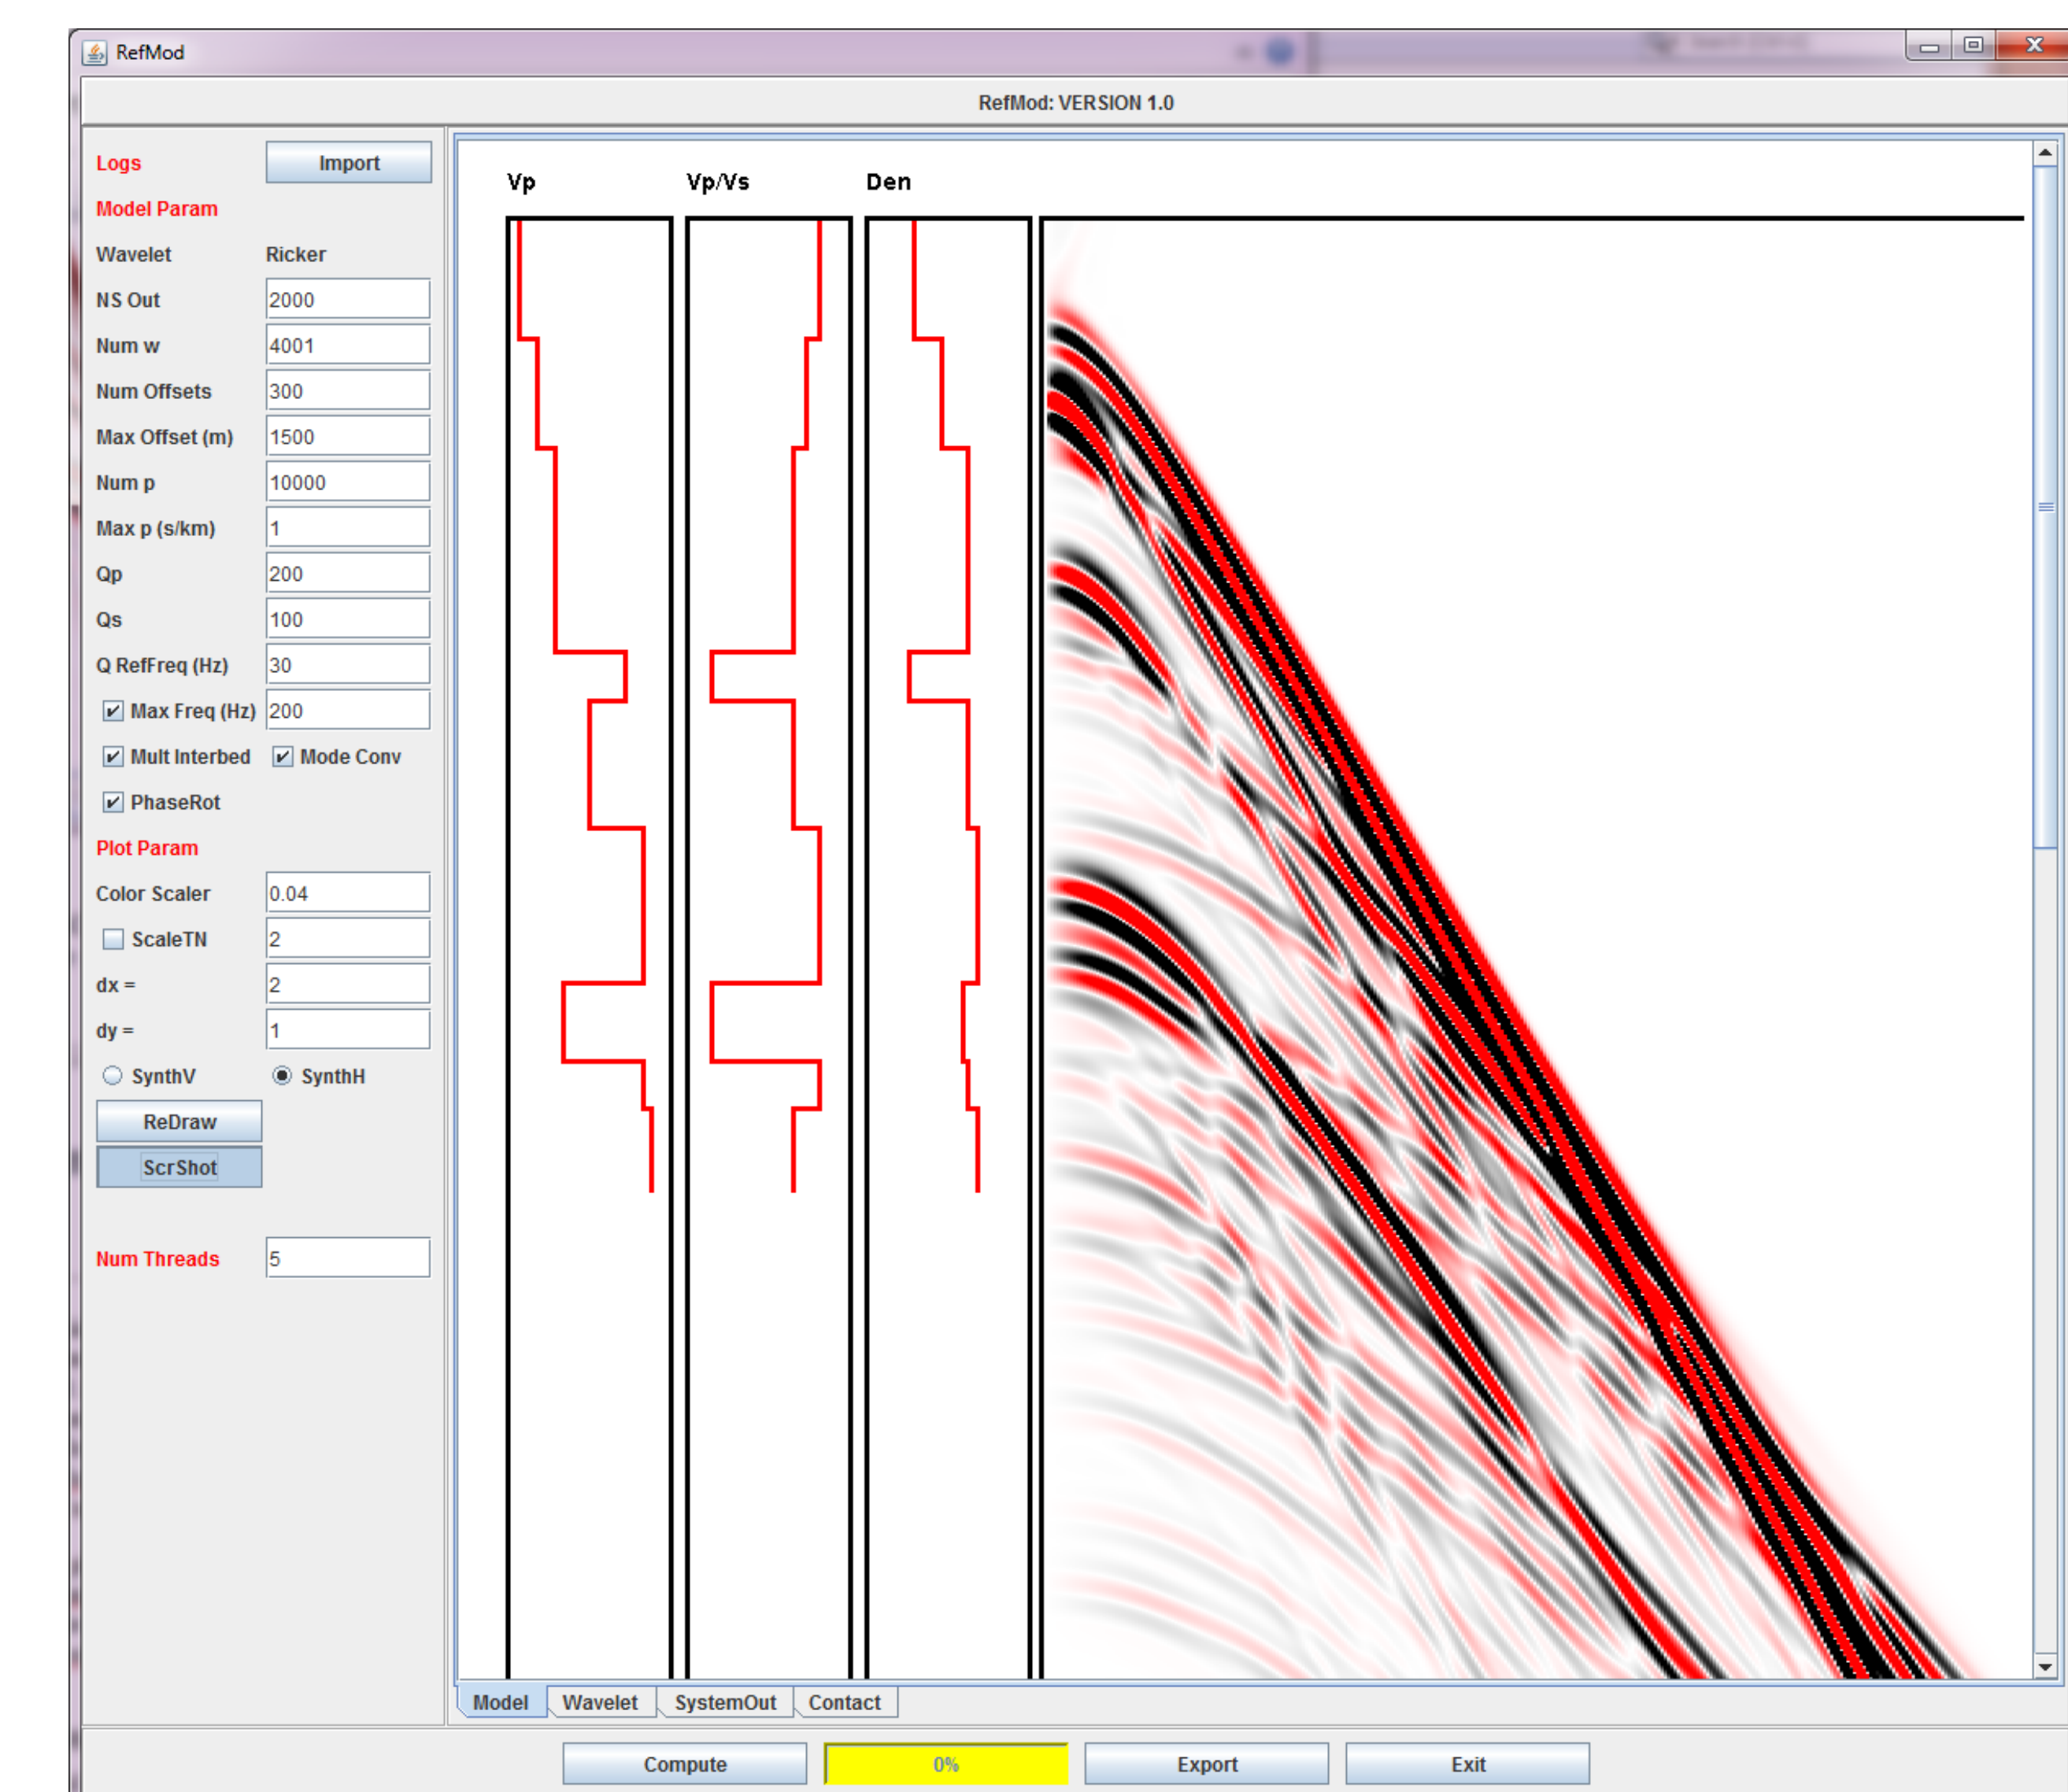 RefMod
RefMod: VERSION 1.0
Logs Import
Model Param
Wavelet Ricker
NS Out 2000
Num w 4001
Num Offsets 300
Max Offset (m) 1500
Num p 10000
Max p (s/km) 1
Qp 200
Qs 100
Q RefFreq (Hz) 30
Max Freq (Hz) 200
Mult Interbed Mode Conv
PhaseRot
Plot Param
Color Scaler 0.04
ScaleTN 2
dx = 2
dy = 1
SynthV SynthH
ReDraw
ScrShot
Num Threads 5
Vp Vp/Vs Den
Model Wavelet SystemOut Contact
Compute 0% Export Exit